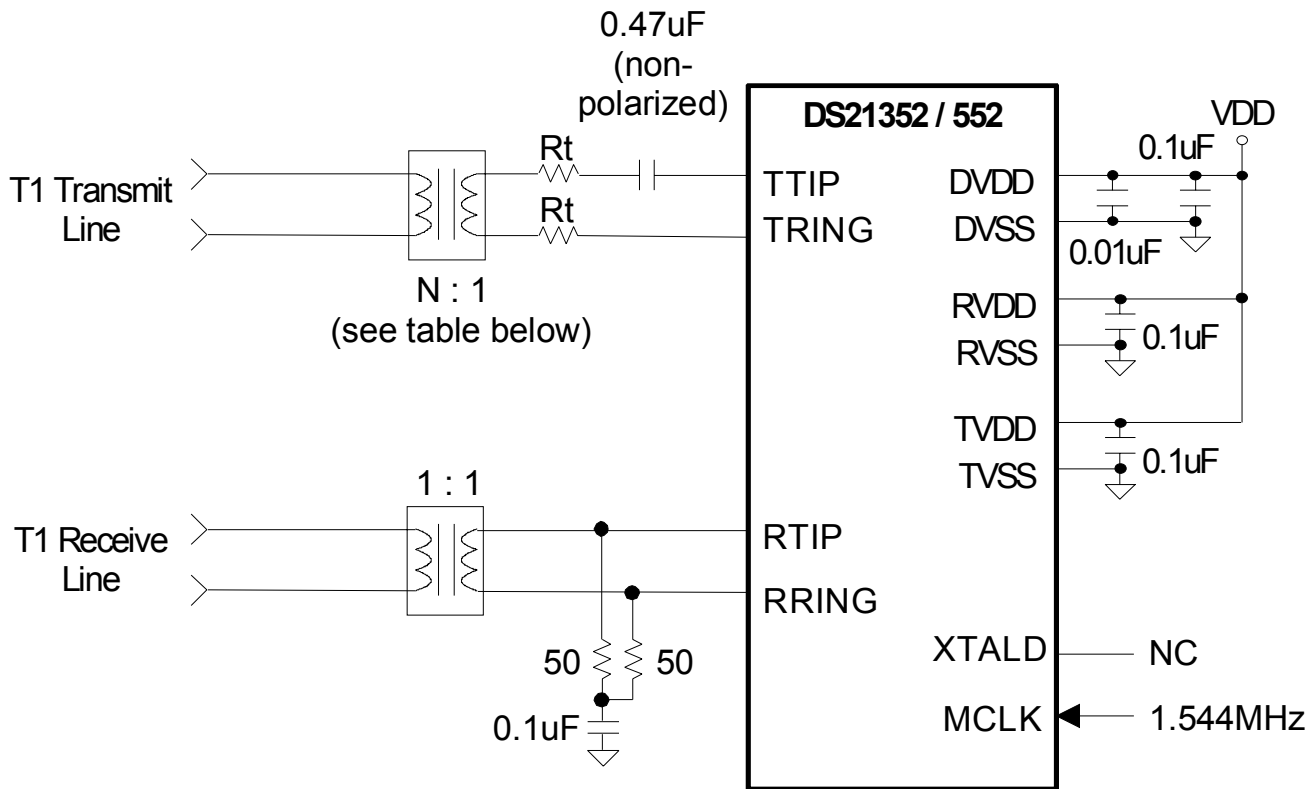 0.47uF
(non-
polarized)
DS21352 / 552
VDD
0.1uF
Rt
T1 Transmit
Line
TTIP
DVDD
Rt
TRING
DVSS
0.01uF
N : 1
(see table below)
RVDD
0.1uF
RVSS
TVDD
0.1uF
TVSS
1 : 1
T1 Receive
Line
RTIP
RRING
50
50
0.1uF
XTALD
NC
MCLK
1.544MHz